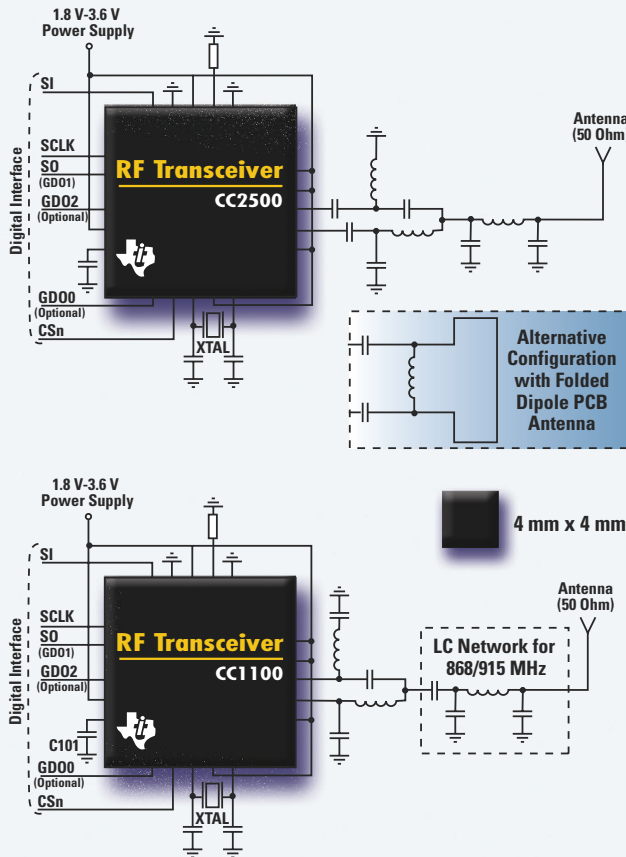 1.8 V-3.6 V
Power Supply
SI
SCLK
SO
(GDO1)
GDO2
(Optional)
GDO0
(Optional)
CSn
Digital Interface
RF Transceiver
CC2500
XTAL
Antenna
(50 Ohm
Alternative
Configuration
with Folded
Dipole PCB
Antenna
1.8 V-3.6 V
Power Supply
4 mm x 4 mm
SI
SCLK
SO
(GDO1)
GDO2
(Optional)
C101
GDO0
(Optional)
CSn
Digital Interface
RF Transceiver
CC1100
XTAL
Antenna
(50 Ohm)
LC Network for
868/915 MHz